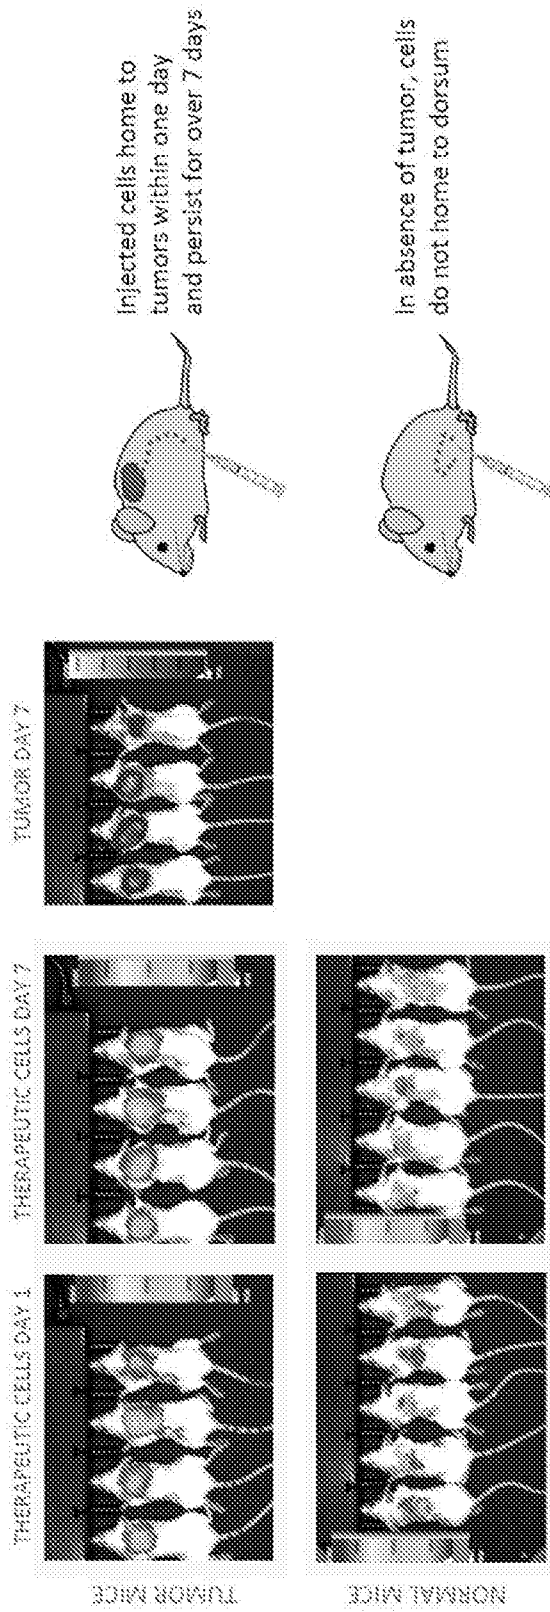 THERAPEUTIC CELLS DAY 1
THERAPEUTIC CELLS DAY 7
TUMOR DAY 7
TUMOR MICE
Injected cells home to
tumors within one day
and persist for over 7 days
NORMAL MICE
In absence of tumor, cells
do not home to dorsum